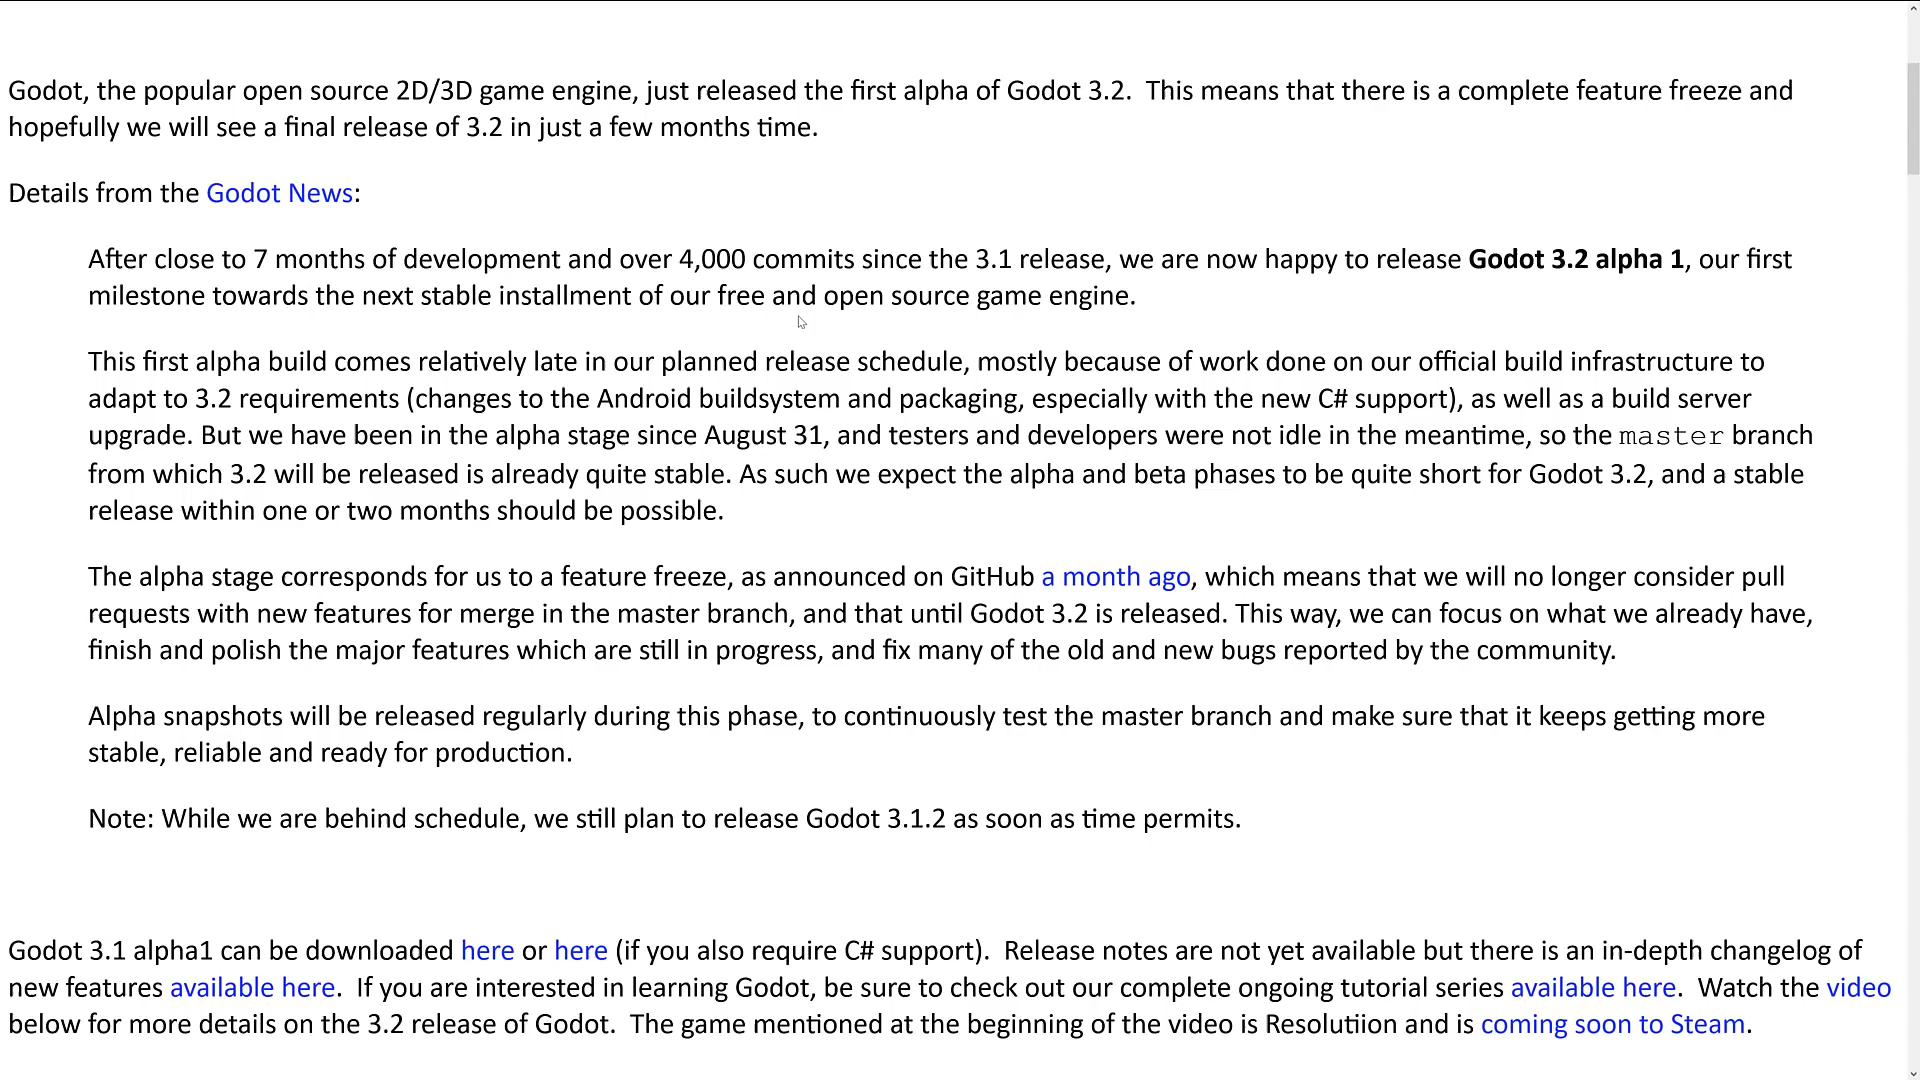 Godot, the popular open source 2D/3D game engine, just released the first alpha of Godot 3.2.  This means that there is a complete feature freeze and
hopefully we will see a final release of 3.2 in just a few months time.
Details from the Godot News:
After close to 7 months of development and over 4,000 commits since the 3.1 release, we are now happy to release Godot 3.2 alpha 1, our first
milestone towards the next stable installment of our free and open source game engine.
This first alpha build comes relatively late in our planned release schedule, mostly because of work done on our official build infrastructure to
adapt to 3.2 requirements (changes to the Android buildsystem and packaging, especially with the new C# support), as well as a build server
upgrade. But we have been in the alpha stage since August 31, and testers and developers were not idle in the meantime, so the master branch
from which 3.2 will be released is already quite stable. As such we expect the alpha and beta phases to be quite short for Godot 3.2, and a stable
release within one or two months should be possible.
The alpha stage corresponds for us to a feature freeze, as announced on GitHub a month ago, which means that we will no longer consider pull
requests with new features for merge in the master branch, and that until Godot 3.2 is released. This way, we can focus on what we already have,
finish and polish the major features which are still in progress, and fix many of the old and new bugs reported by the community.
Alpha snapshots will be released regularly during this phase, to continuously test the master branch and make sure that it keeps getting more
stable, reliable and ready for production.
Note: While we are behind schedule, we still plan to release Godot 3.1.2 as soon as time permits.
Godot 3.1 alpha1 can be downloaded here or here (if you also require C# support).  Release notes are not yet available but there is an in-depth changelog of
new features available here.  If you are interested in learning Godot, be sure to check out our complete ongoing tutorial series available here.  Watch the video
below for more details on the 3.2 release of Godot.  The game mentioned at the beginning of the video is Resolutiion and is coming soon to Steam.